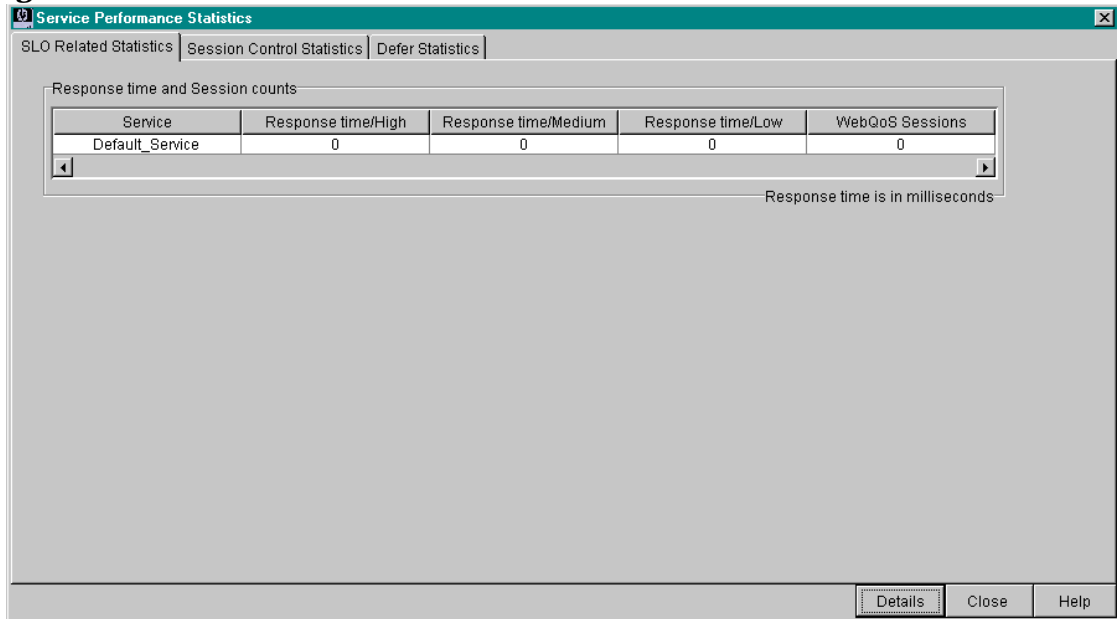 Service Performance Statistics
SLO Related Statistics Session Control Statistics Defer Statistics
Response time and Session counts
Service Response time/High Response time/Medium Response time/Low WebQoS Sessions
Default_Service 0 0 0 0
Response time is in milliseconds
Details Close Help